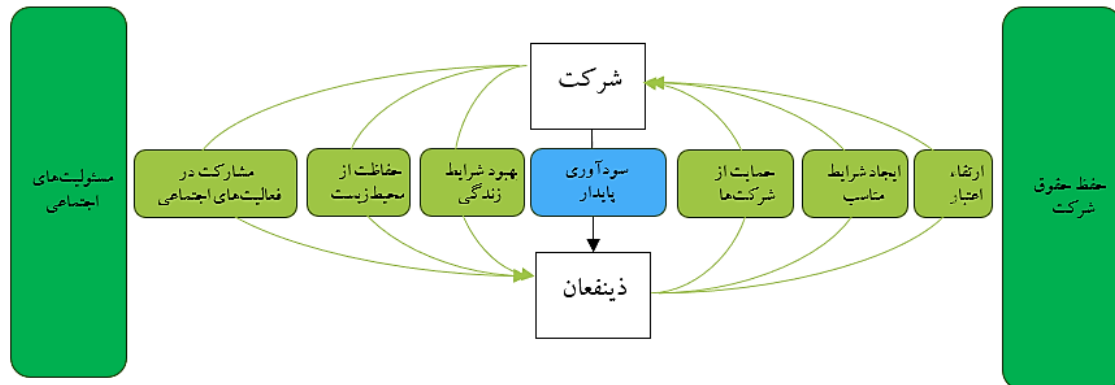 شرکت
حفظ حقوق
شرکت
ارتقاء
اعتبار
ایجاد شرایط
مناسب
حمایت از
شرکت‌ها
سودآوری
پایدار
بهبود شرایط
زندگی
حفاظت از
محیط‌زیست
مشارکت در
فعالیت‌های اجتماعی
مسئولیت‌های
اجتماعی
ذینفعان